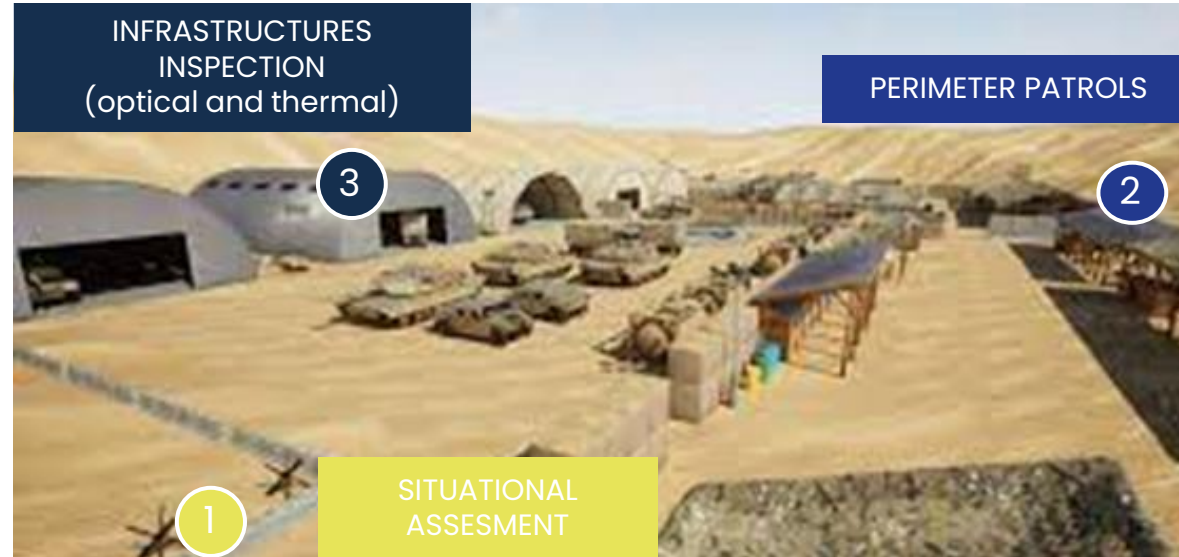 INFRASTRUCTURES
INSPECTION
(optical and thermal)
PERIMETER PATROLS
3
2
SITUATIONAL
ASSESMENT
1